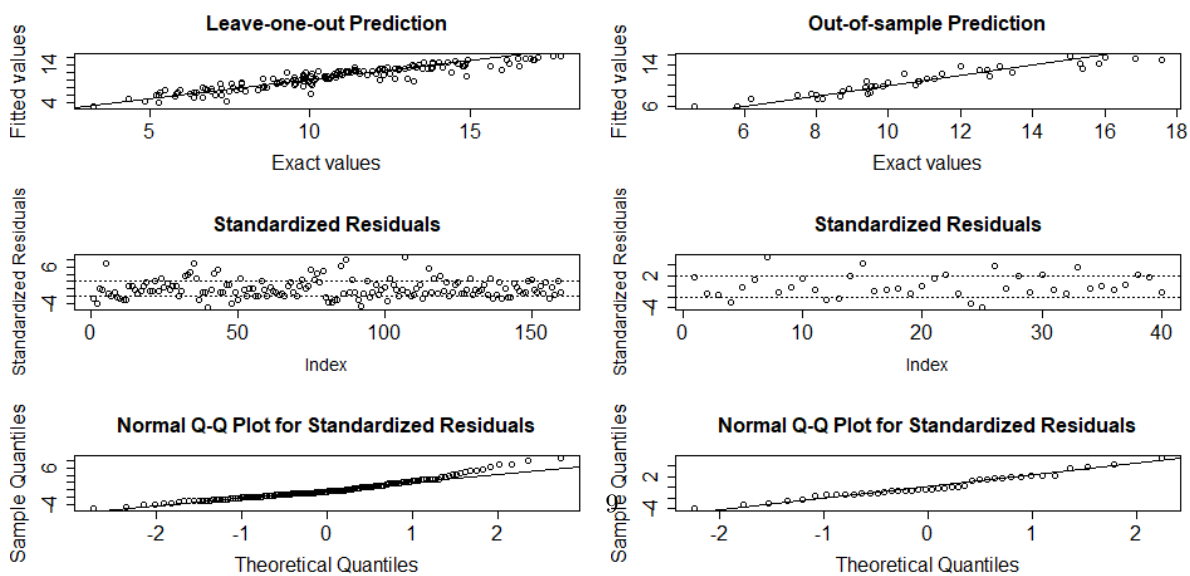 Leave-one-out Prediction
Fitted values
4 14
5 10 15
Exact values
Out-of-sample Prediction
Fitted values
6 14
6 8 10 12 14 16 18
Exact values
Standardized Residuals
Standardized Residuals
-4 6
0 50 100 150
Index
Standardized Residuals
Standardized Residuals
-4 2
0 10 20 30 40
Index
Normal Q-Q Plot for Standardized Residuals
Sample Quantiles
-4 6
-2 -1 0 1 2
Theoretical Quantiles
Normal Q-Q Plot for Standardized Residuals
Sample Quantiles
-4 2
-2 -1 0 1 2
Theoretical Quantiles